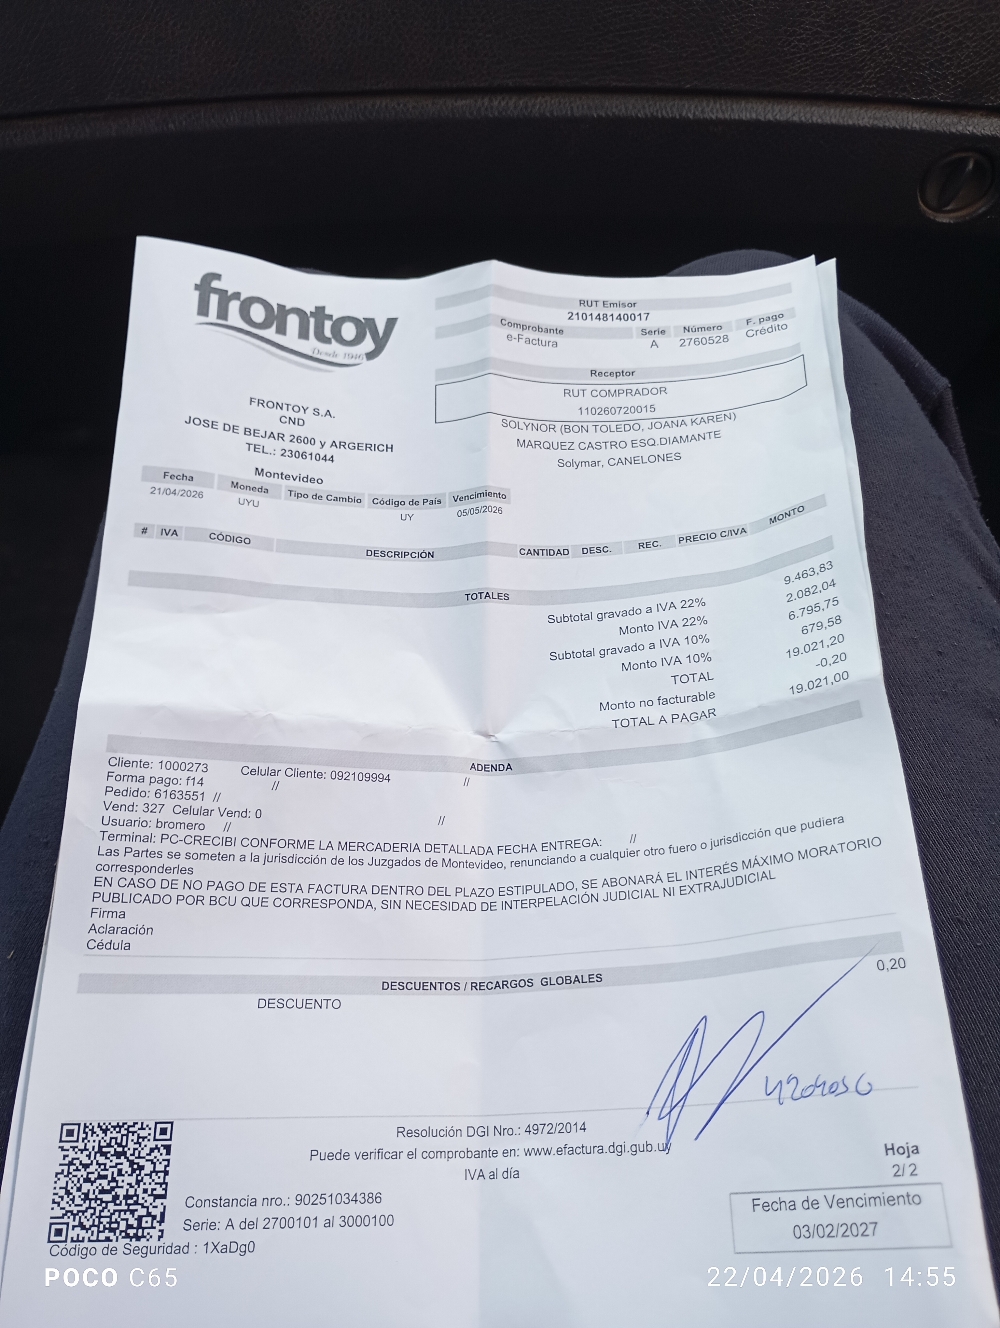 frontoy
Desde 1946
RUT Emisor
210148140017
Comprobante Serie Número F. pago
e-Factura A 2760528 Crédito
Receptor
RUT COMPRADOR
110260720015
SOLYNOR (BON TOLEDO, JOANA KAREN)
MARQUEZ CASTRO ESQ.DIAMANTE
Solymar, CANELONES
FRONTOY S.A.
CND
JOSE DE BEJAR 2600 y ARGERICH
TEL.: 23061044
Montevideo
Fecha Moneda Tipo de Cambio Código de País Vencimiento
21/04/2026 UYU UY 05/05/2026
# IVA CÓDIGO DESCRIPCIÓN CANTIDAD DESC. REC. PRECIO C/IVA MONTO
TOTALES
Subtotal gravado a IVA 22% 9.463,83
Monto IVA 22% 2.082,04
Subtotal gravado a IVA 10% 6.795,75
Monto IVA 10% 679,58
TOTAL 19.021,20
Monto no facturable -0,20
TOTAL A PAGAR 19.021,00
ADENDA
Cliente: 1000273 Celular Cliente: 092109994 //
Forma pago: f14 //
Pedido: 6163551 //
Vend: 327 Celular Vend: 0 //
Usuario: bromero //
Terminal: PC-CRECIBI CONFORME LA MERCADERIA DETALLADA FECHA ENTREGA: //
Las Partes se someten a la jurisdicción de los Juzgados de Montevideo, renunciando a cualquier otro fuero o jurisdicción que pudiera
corresponderles
EN CASO DE NO PAGO DE ESTA FACTURA DENTRO DEL PLAZO ESTIPULADO, SE ABONARÁ EL INTERÉS MÁXIMO MORATORIO
PUBLICADO POR BCU QUE CORRESPONDA, SIN NECESIDAD DE INTERPELACIÓN JUDICIAL NI EXTRAJUDICIAL
Firma
Aclaración
Cédula
DESCUENTOS / RECARGOS GLOBALES
DESCUENTO 0,20
Resolución DGI Nro.: 4972/2014
Puede verificar el comprobante en: www.efactura.dgi.gub.uy
IVA al día
Hoja
2/ 2
Constancia nro.: 90251034386
Serie: A del 2700101 al 3000100
Código de Seguridad : 1XaDg0
Fecha de Vencimiento
03/02/2027
POCO C65
22/04/2026 14:55